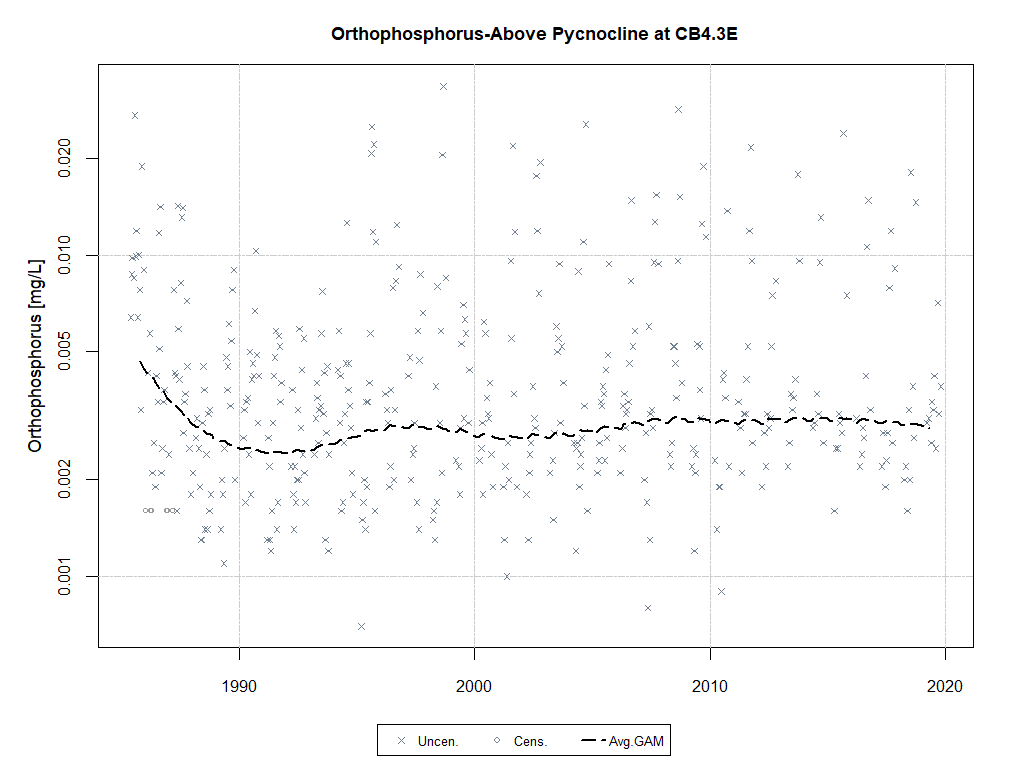 Orthophosphorus-Above Pycnocline at CB4.3E
Orthophosphorus [mg/L]
0.020
0.010
0.005
0.002
0.001
1990 2000 2010 2020
Uncen. Cens. Avg.GAM